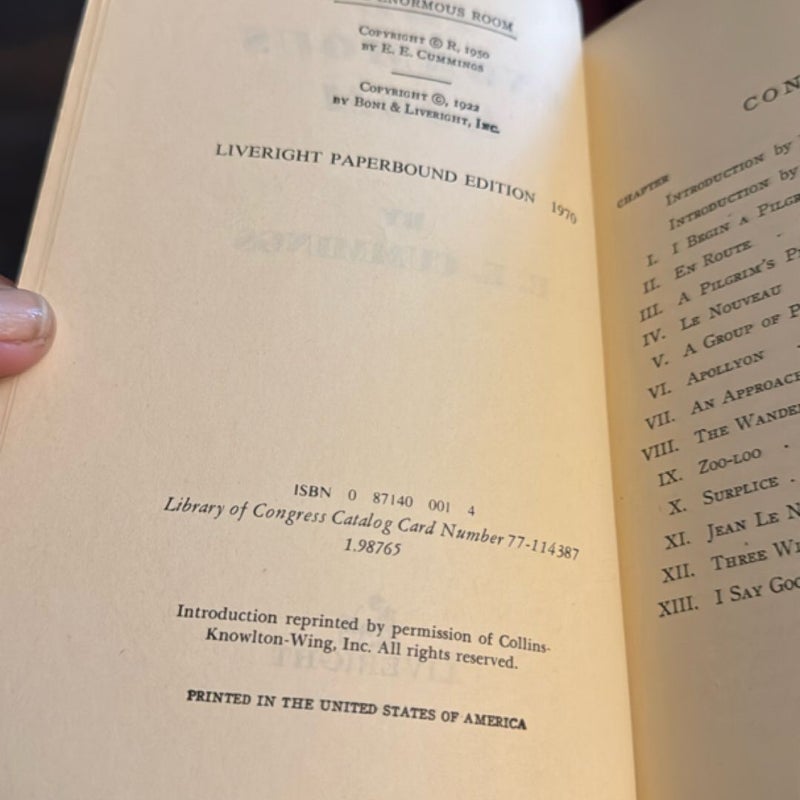 ENORMOUS ROOM
COPYRIGHT © R, 1950
BY E. E. CUMMINGS
COPYRIGHT ©, 1922
BY BONI & LIVERIGHT, INC.
LIVERIGHT PAPERBOUND EDITION 1970
ISBN 0 87140 001 4
Library of Congress Catalog Card Number 77-114387
1.98765
Introduction reprinted by permission of Collins-
Knowlton-Wing, Inc. All rights reserved.
PRINTED IN THE UNITED STATES OF AMERICA
CON
CHAPTER
INTRODUCTION by
INTRODUCTION by
I. I BEGIN A PILGR
II. EN ROUTE
III. A PILGRIM'S P
IV. LE NOUVEAU
V. A GROUP OF P
VI. APOLLYON
VII. AN APPROACH
VIII. THE WANDE
IX. ZOO-LOO
X. SURPLICE
XI. JEAN LE N
XII. THREE WI
XIII. I SAY GOO